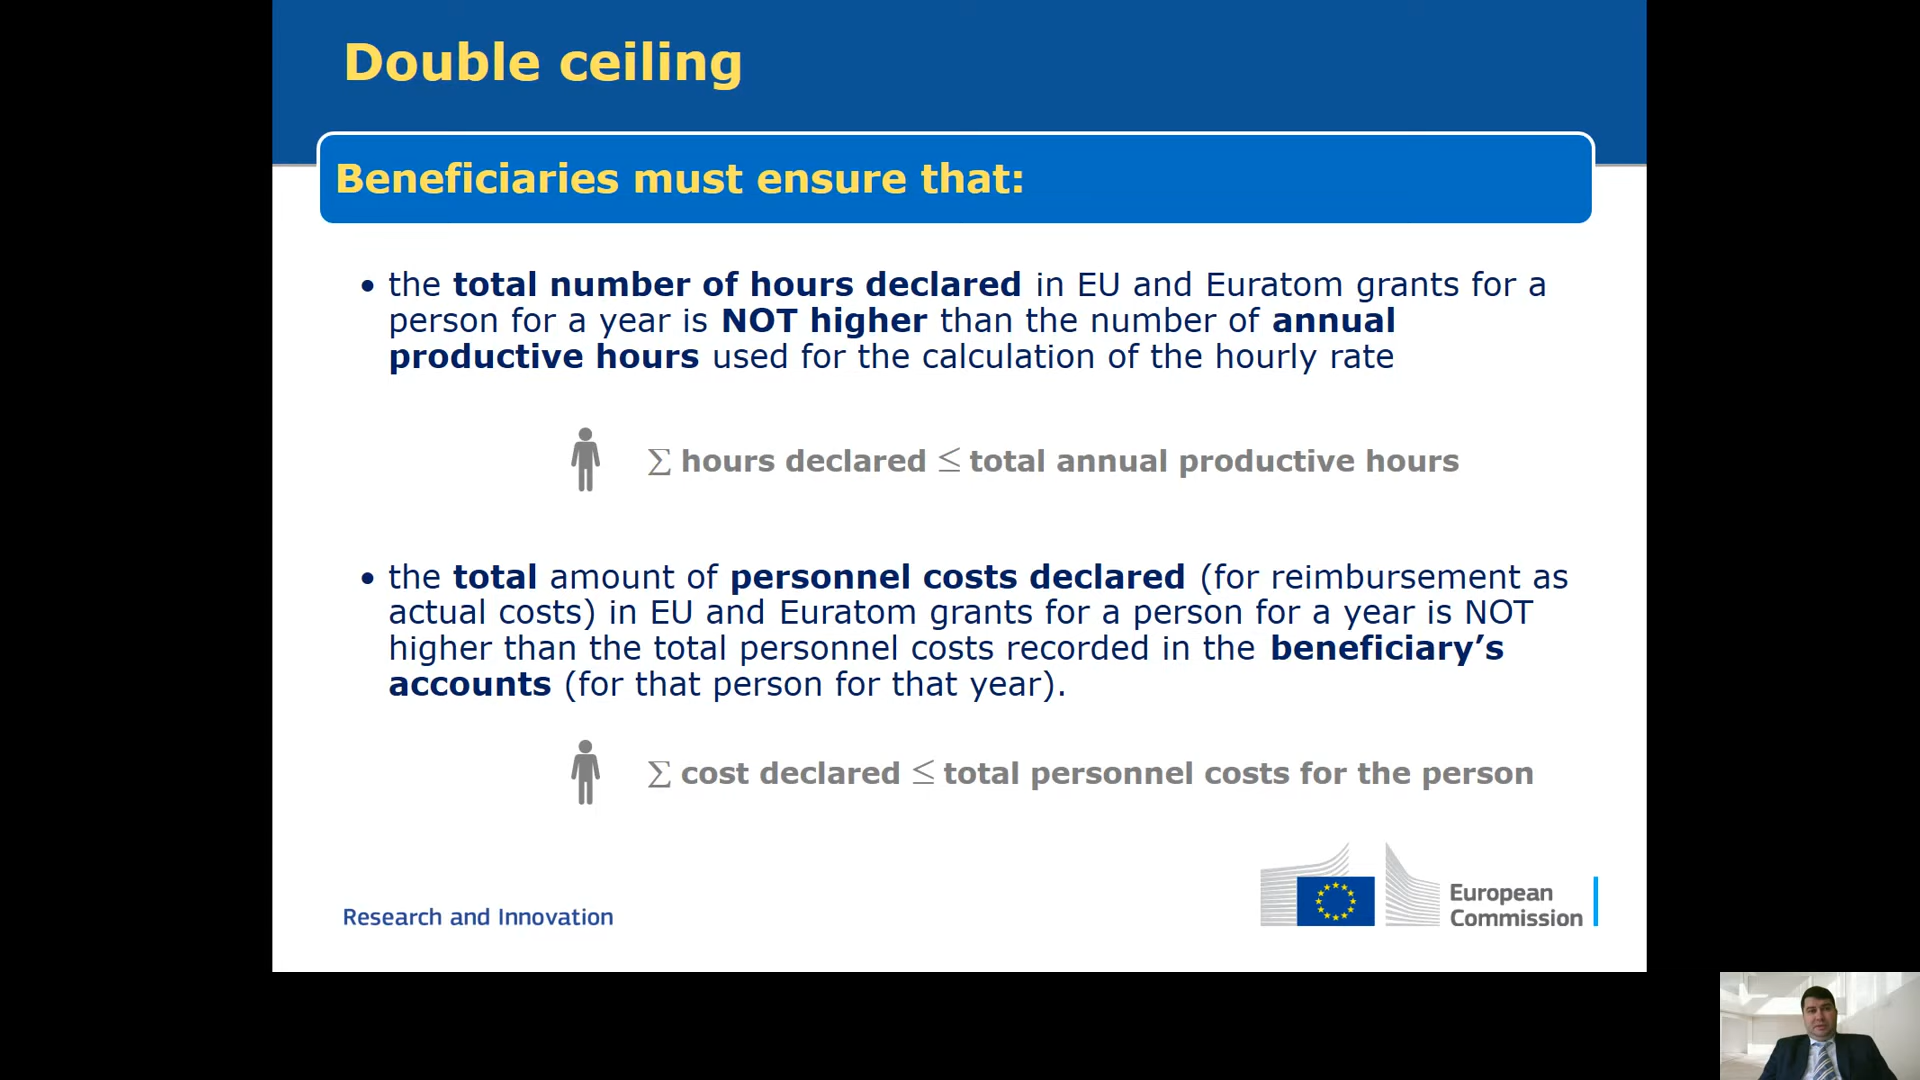 Double ceiling
Beneficiaries must ensure that:
• the total number of hours declared in EU and Euratom grants for a
person for a year is NOT higher than the number of annual
productive hours used for the calculation of the hourly rate
∑ hours declared ≤ total annual productive hours
• the total amount of personnel costs declared (for reimbursement as
actual costs) in EU and Euratom grants for a person for a year is NOT
higher than the total personnel costs recorded in the beneficiary’s
accounts (for that person for that year).
∑ cost declared ≤ total personnel costs for the person
Research and Innovation
European
Commission